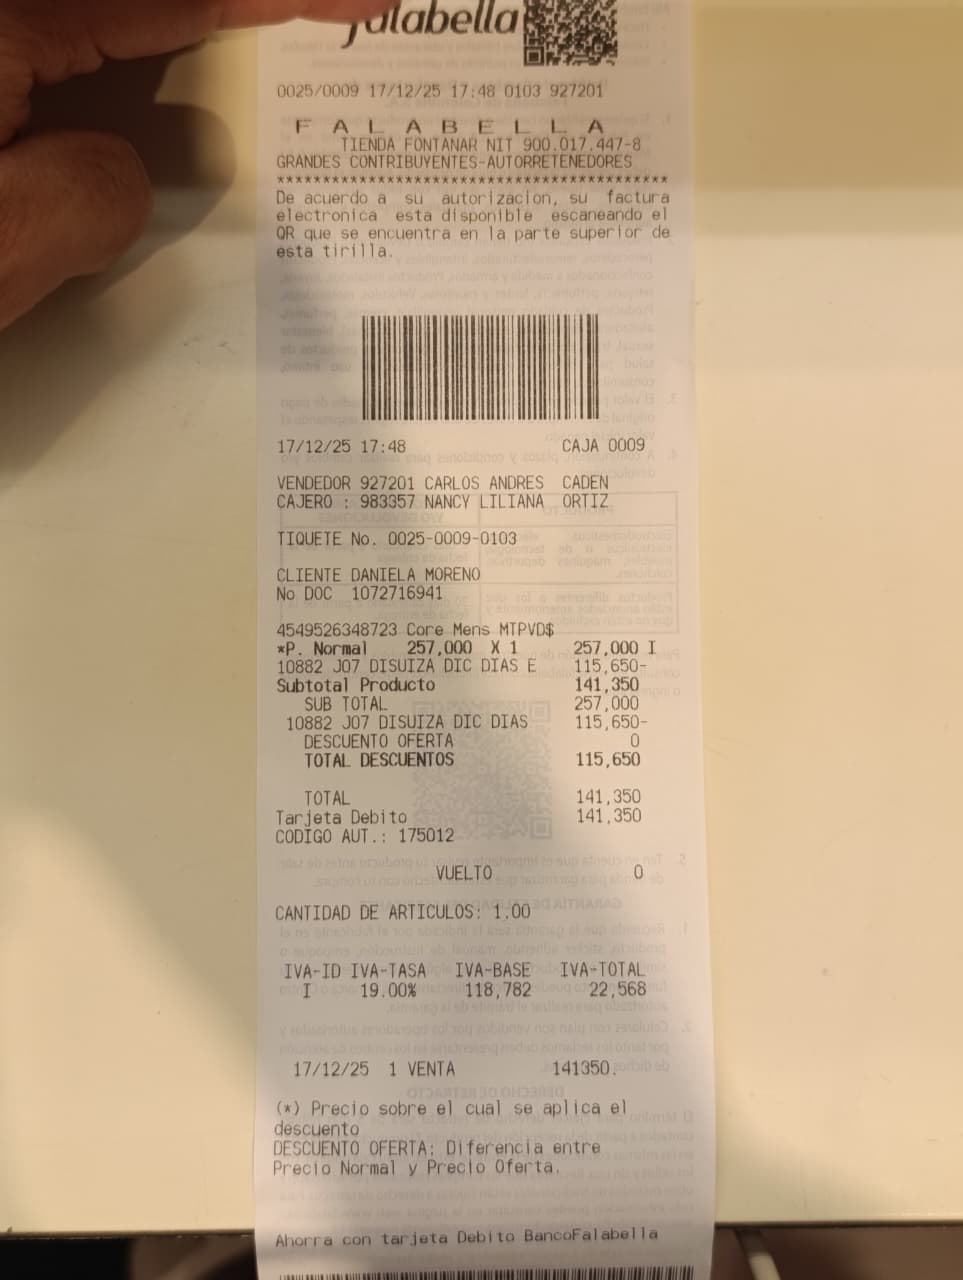 falabella
0025/0009 17/12/25 17:48 0103 927201
F A L A B E L L A
TIENDA FONTANAR NIT 900.017.447-8
GRANDES CONTRIBUYENTES-AUTORRETENEDORES
******************************************
De acuerdo a su autorizacion, su factura
electronica esta disponible escaneando el
QR que se encuentra en la parte superior de
esta tirilla.
17/12/25 17:48 CAJA 0009
VENDEDOR 927201 CARLOS ANDRES CADEN
CAJERO : 983357 NANCY LILIANA ORTIZ
TIQUETE No. 0025-0009-0103
CLIENTE DANIELA MORENO
No DOC 1072716941
4549526348723 Core Mens MTPVD$
*P. Normal 257,000 X 1 257,000 I
10882 J07 DISUIZA DIC DIAS E 115,650-
Subtotal Producto 141,350
SUB TOTAL 257,000
10882 J07 DISUIZA DIC DIAS 115,650-
DESCUENTO OFERTA 0
TOTAL DESCUENTOS 115,650
TOTAL 141,350
Tarjeta Debito 141,350
CODIGO AUT.: 175012
VUELTO 0
CANTIDAD DE ARTICULOS: 1.00
IVA-ID IVA-TASA IVA-BASE IVA-TOTAL
I 19.00% 118,782 22,568
17/12/25 1 VENTA 141350.
(*) Precio sobre el cual se aplica el
descuento
DESCUENTO OFERTA: Diferencia entre
Precio Normal y Precio Oferta.
Ahorra con tarjeta Debito BancoFalabella